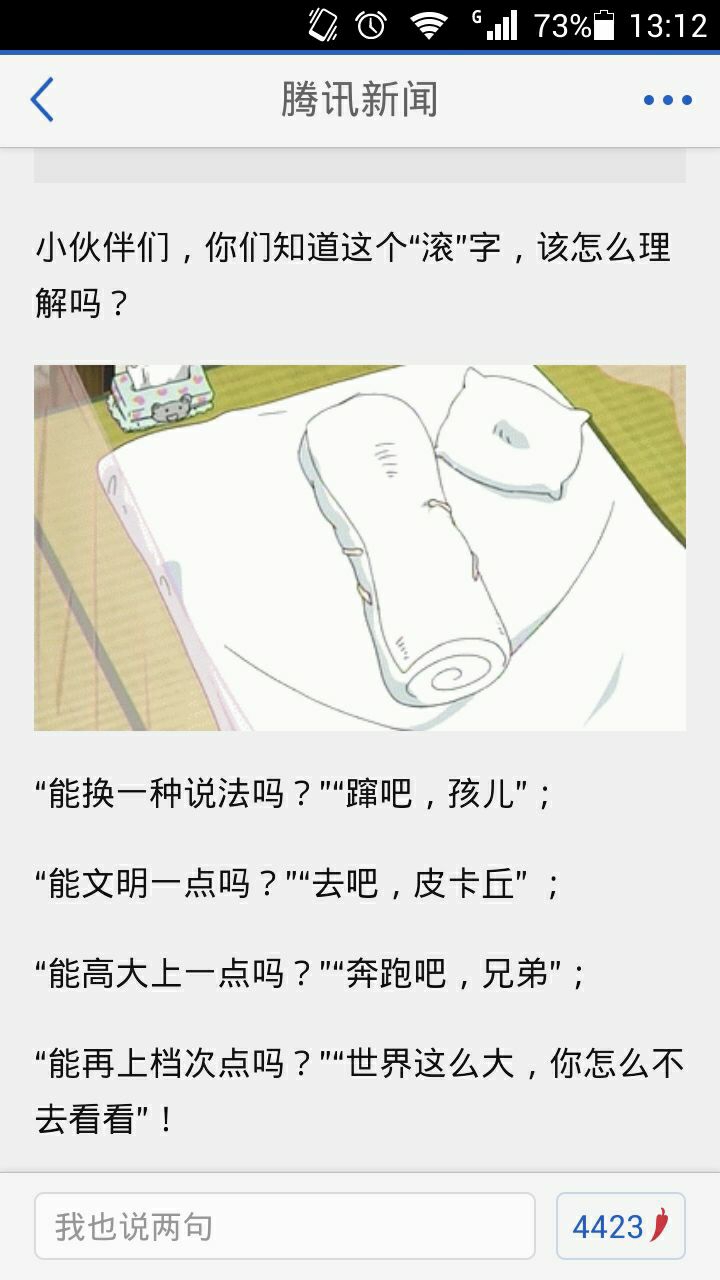 G 73% 13:12
腾讯新闻
小伙伴们，你们知道这个“滚”字，该怎么理
解吗？
“能换一种说法吗？”“蹿吧，孩儿”；
“能文明一点吗？”“去吧，皮卡丘” ；
“能高大上一点吗？”“奔跑吧，兄弟”；
“能再上档次点吗？”“世界这么大，你怎么不
去看看”！
我也说两句
4423